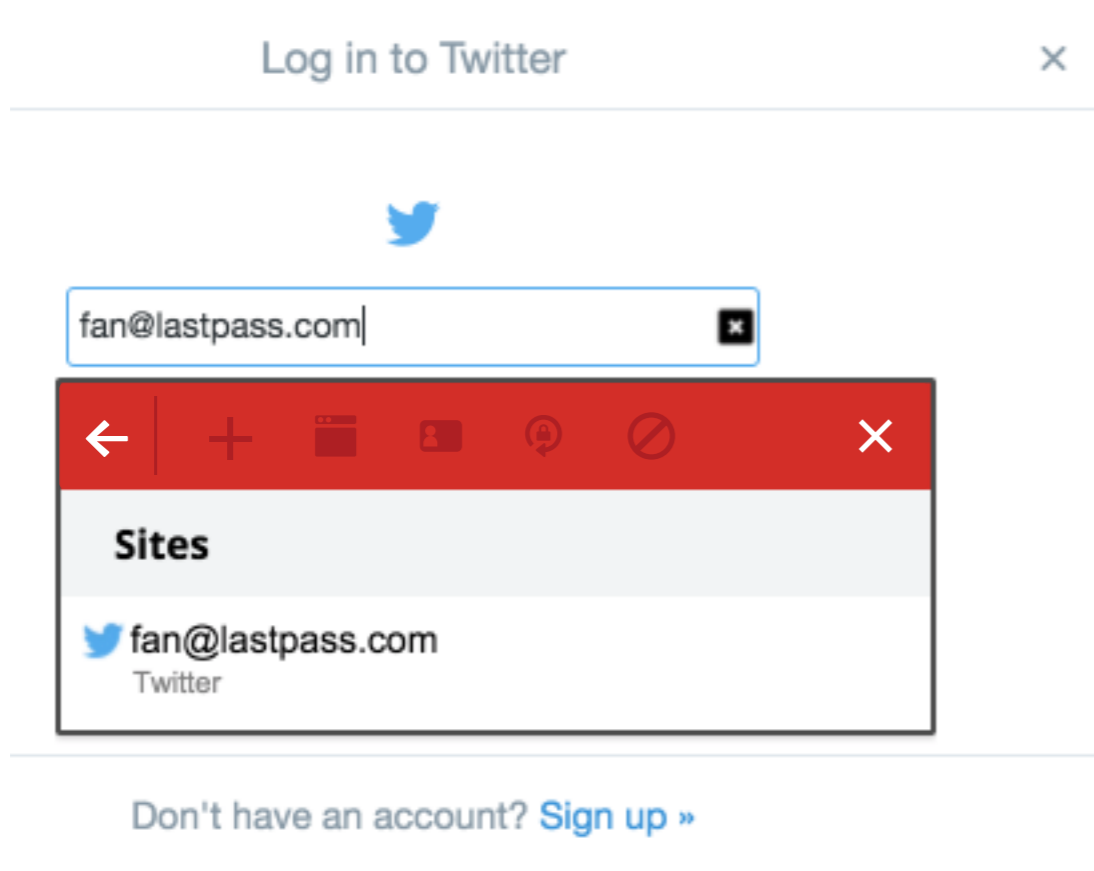 Log in to Twitter
fan@lastpass.com
Sites
fan@lastpass.com
Twitter
Don't have an account? Sign up »